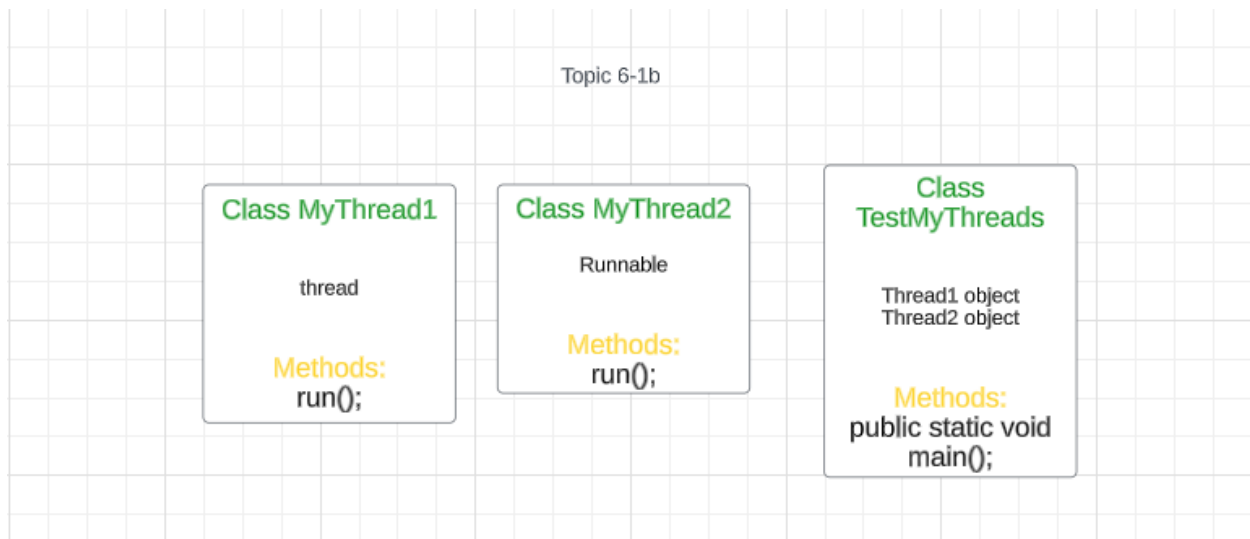 Topic 6-1b
Class MyThread1
thread
Methods:
run();
Class MyThread2
Runnable
Methods:
run();
Class
TestMyThreads
Thread1 object
Thread2 object
Methods:
public static void
main();